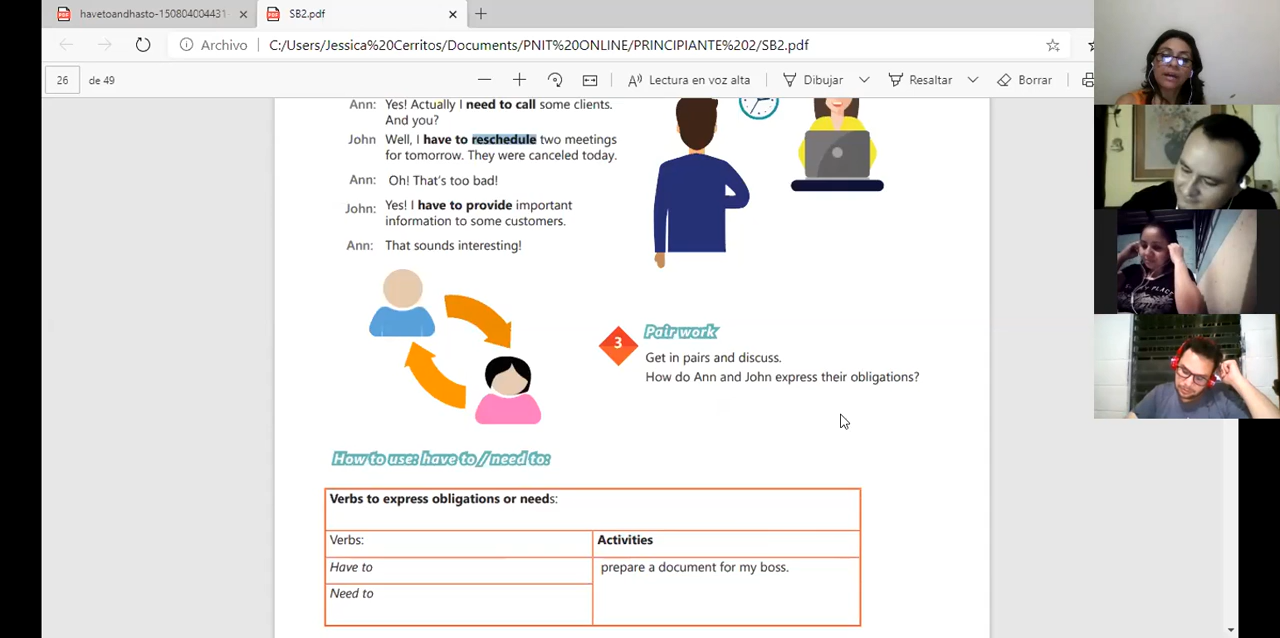 havetoandhasto-150804004431
SB2.pdf
Archivo
C:/Users/Jessica%20Cerritos/Documents/PNIT%20ONLINE/PRINCIPIANTE%202/SB2.pdf
26
de 49
Lectura en voz alta
Dibujar
Resaltar
Borrar
Ann: Yes! Actually I need to call some clients.
And you?
John Well, I have to reschedule two meetings
for tomorrow. They were canceled today.
Ann: Oh! That's too bad!
John: Yes! I have to provide important
information to some customers.
Ann: That sounds interesting!
3
Pair work
Get in pairs and discuss.
How do Ann and John express their obligations?
How to use: have to / need to:
Verbs to express obligations or needs:
Verbs:
Activities
Have to
prepare a document for my boss.
Need to